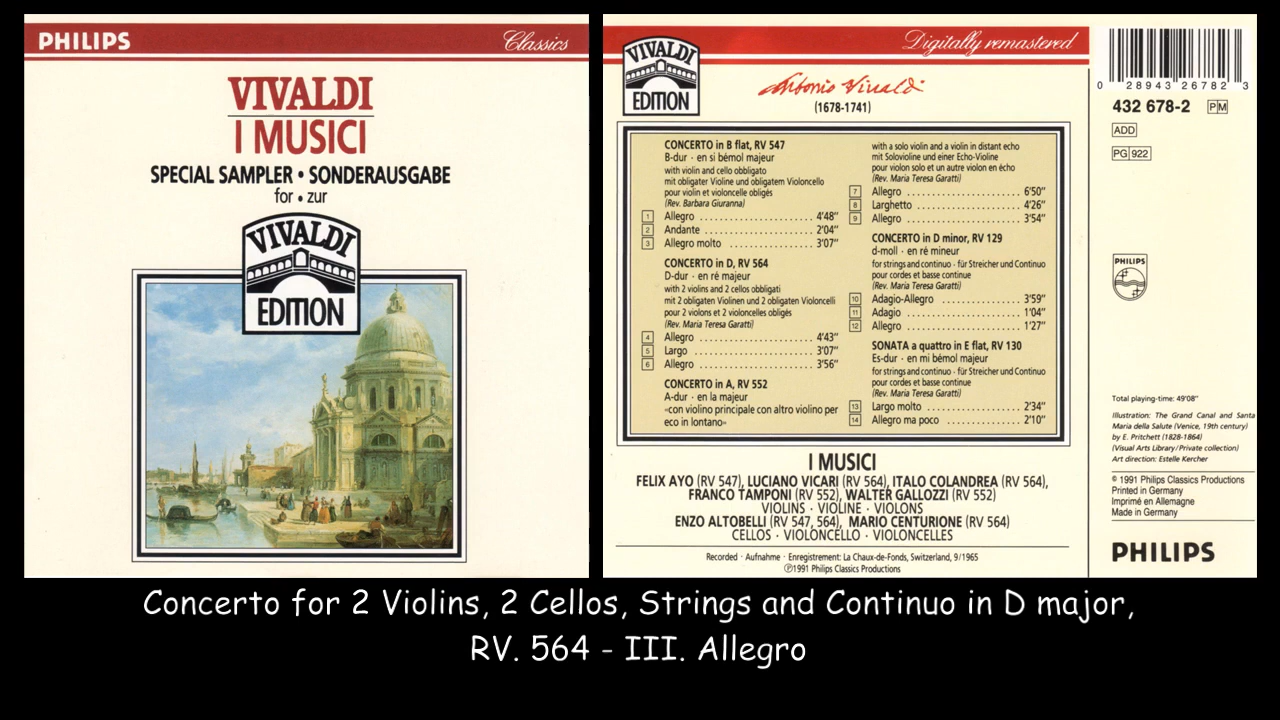 PHILIPS
Classics
VIVALDI
I MUSICI
SPECIAL SAMPLER • SONDERAUSGABE
for • zur
VIVALDI
EDITION
Digitally remastered
VIVALDI
EDITION
Antonio Vivaldi
(1678-1741)
CONCERTO in B flat, RV 547
B-dur · en si bémol majeur
with violin and cello obbligato
mit obligater Violine und obligatem Violoncello
pour violin et violoncelle obligés
(Rev. Barbara Giuranna)
1 Allegro ........................ 4'48"
2 Andante ........................ 2'04"
3 Allegro molto .................. 3'07"
CONCERTO in D, RV 564
D-dur · en ré majeur
with 2 violins and 2 cellos obbligati
mit 2 obligaten Violinen und 2 obligaten Violoncelli
pour 2 violons et 2 violoncelles obligés
(Rev. Maria Teresa Garatti)
4 Allegro ........................ 4'43"
5 Largo .......................... 3'07"
6 Allegro ........................ 3'56"
CONCERTO in A, RV 552
A-dur · en la majeur
«con violino principale con altro violino per
eco in lontano»
with a solo violin and a violin in distant echo
mit Solovioline und einer Echo-Violine
pour violon solo et un autre violon en écho
(Rev. Maria Teresa Garatti)
7 Allegro ........................ 6'50"
8 Larghetto ...................... 4'26"
9 Allegro ........................ 3'54"
CONCERTO in D minor, RV 129
d-moll · en ré mineur
for strings and continuo · für Streicher und Continuo
pour cordes et basse continue
(Rev. Maria Teresa Garatti)
10 Adagio-Allegro ................. 3'59"
11 Adagio ......................... 1'04"
12 Allegro ........................ 1'27"
SONATA a quattro in E flat, RV 130
Es-dur · en mi bémol majeur
for strings and continuo · für Streicher und Continuo
pour cordes et basse continue
(Rev. Maria Teresa Garatti)
13 Largo molto .................... 2'34"
14 Allegro ma poco ................ 2'10"
I MUSICI
FELIX AYO (RV 547), LUCIANO VICARI (RV 564), ITALO COLANDREA (RV 564),
FRANCO TAMPONI (RV 552), WALTER GALLOZZI (RV 552)
VIOLINS · VIOLINE · VIOLONS
ENZO ALTOBELLI (RV 547, 564), MARIO CENTURIONE (RV 564)
CELLOS · VIOLONCELLO · VIOLONCELLES
Recorded · Aufnahme · Enregistrement: La Chaux-de-Fonds, Switzerland, 9/1965
Ⓟ1991 Philips Classics Productions
0 28943 26782 3
432 678-2 PM
ADD
PG 922
PHILIPS
Total playing-time: 49'08"
Illustration: The Grand Canal and Santa
Maria della Salute (Venice, 19th century)
by E. Pritchett (1828-1864)
(Visual Arts Library/Private collection)
Art direction: Estelle Kercher
© 1991 Philips Classics Productions
Printed in Germany
Imprimé en Allemagne
Made in Germany
PHILIPS
Concerto for 2 Violins, 2 Cellos, Strings and Continuo in D major,
RV. 564 - III. Allegro